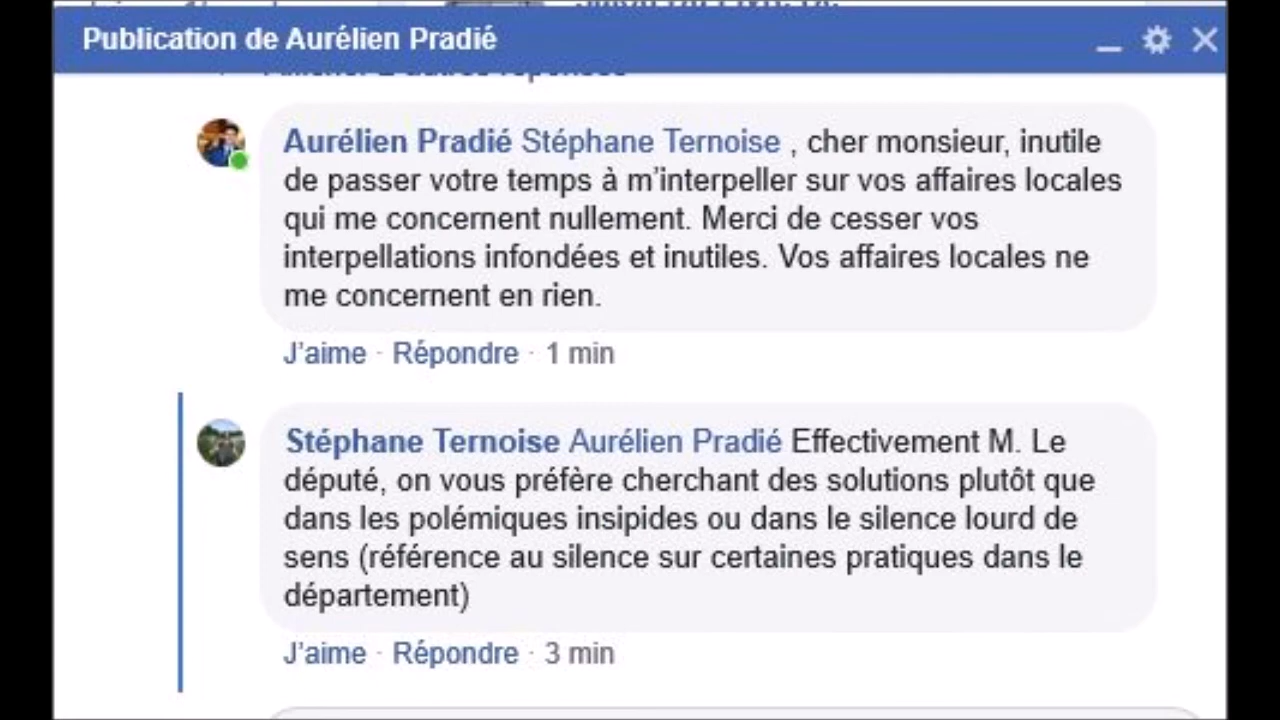 Publication de Aurélien Pradié
Aurélien Pradié Stéphane Ternoise , cher monsieur, inutile
de passer votre temps à m'interpeller sur vos affaires locales
qui me concernent nullement. Merci de cesser vos
interpellations infondées et inutiles. Vos affaires locales ne
me concernent en rien.
J'aime · Répondre · 1 min
Stéphane Ternoise Aurélien Pradié Effectivement M. Le
député, on vous préfère cherchant des solutions plutôt que
dans les polémiques insipides ou dans le silence lourd de
sens (référence au silence sur certaines pratiques dans le
département)
J'aime · Répondre · 3 min